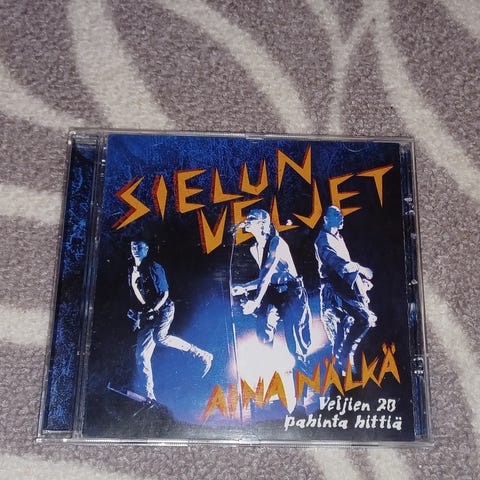 SIELUN
VELJET
AINA NÄLKÄ
Veljien 20
pahinta hittiä